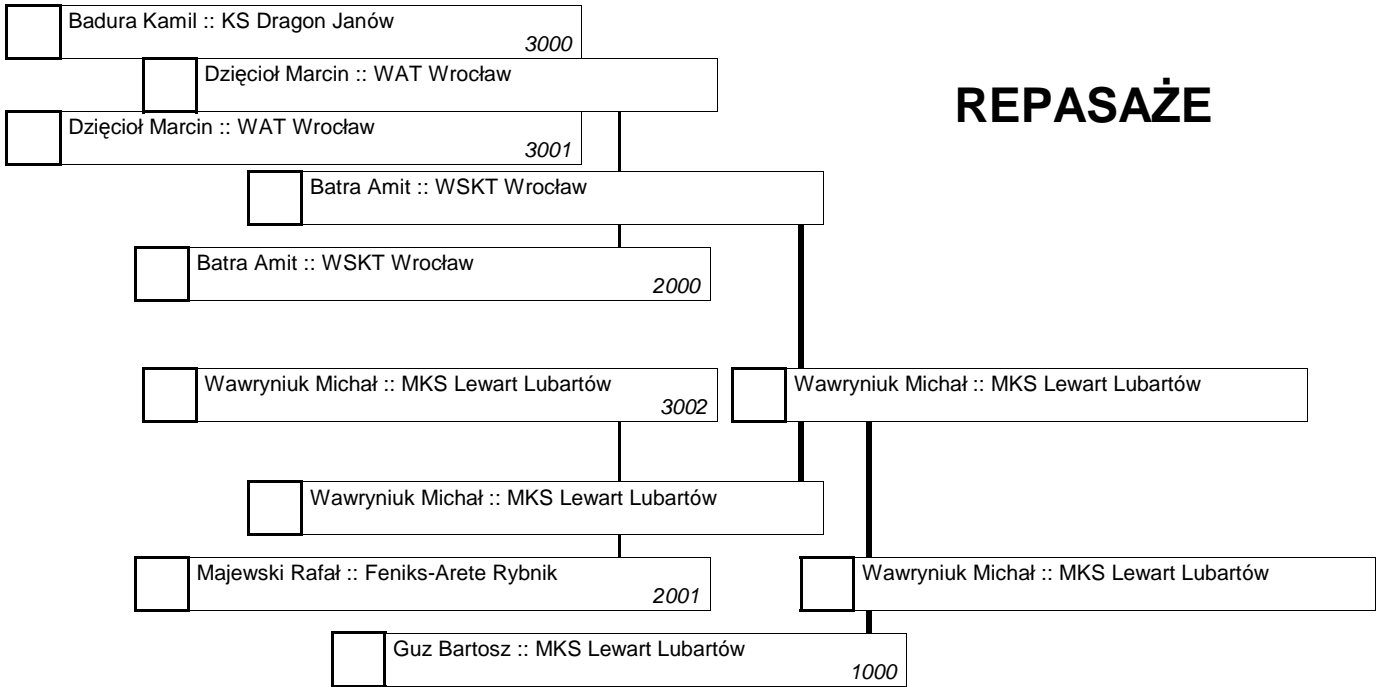 Badura Kamil :: KS Dragon Janów
3000
Dzięcioł Marcin :: WAT Wrocław
REPASAŻE
Dzięcioł Marcin :: WAT Wrocław
3001
Batra Amit :: WSKT Wrocław
Batra Amit :: WSKT Wrocław
2000
Wawryniuk Michał :: MKS Lewart Lubartów
3002
Wawryniuk Michał :: MKS Lewart Lubartów
Wawryniuk Michał :: MKS Lewart Lubartów
Majewski Rafał :: Feniks-Arete Rybnik
2001
Wawryniuk Michał :: MKS Lewart Lubartów
Guz Bartosz :: MKS Lewart Lubartów
1000